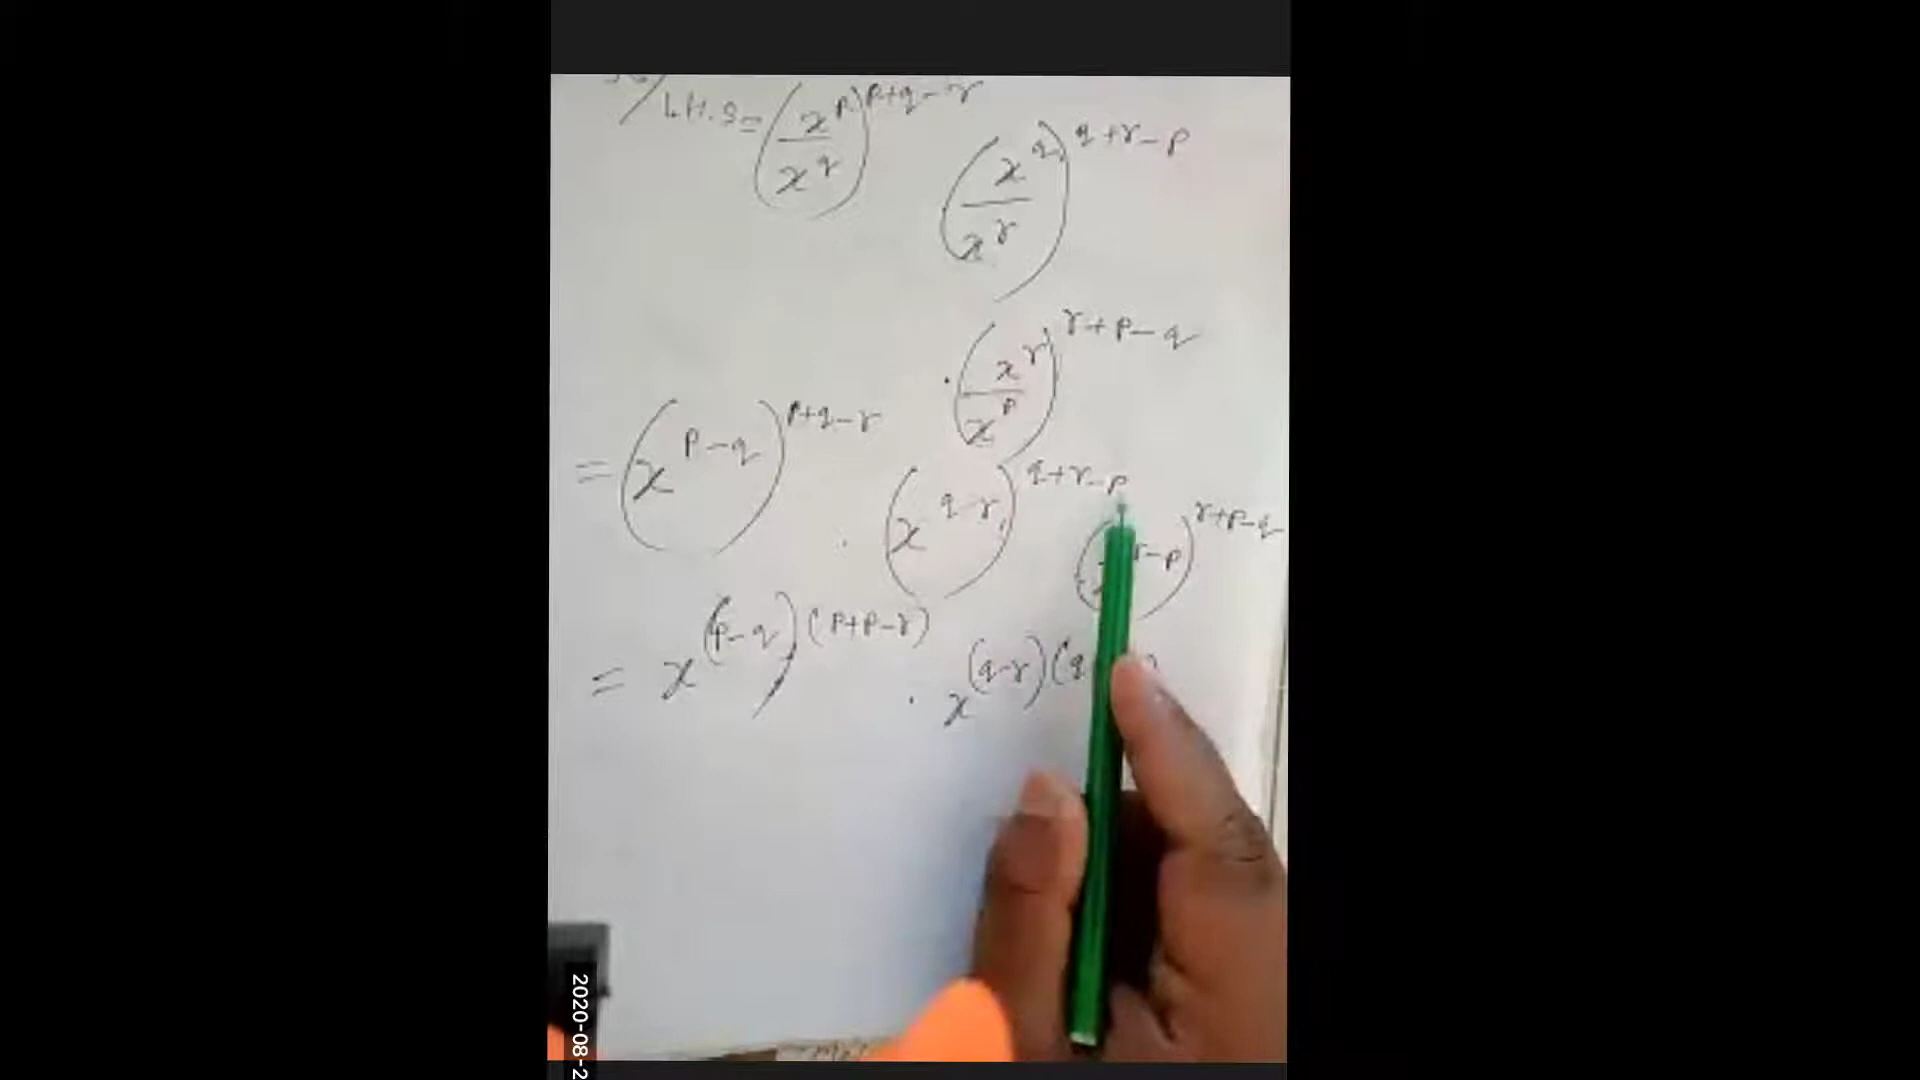 L.H.S = (x^p / x^q)^p+q-r (x^q / x^r)^q+r-p
. (x^r / x^p)^r+p-q
= (x^p-q)^p+q-r . (x^q-r)^q+r-p (x^r-p)^r+p-q
= x^(p-q)(p+p-r) . x^(q-r)(q
2020-08-2